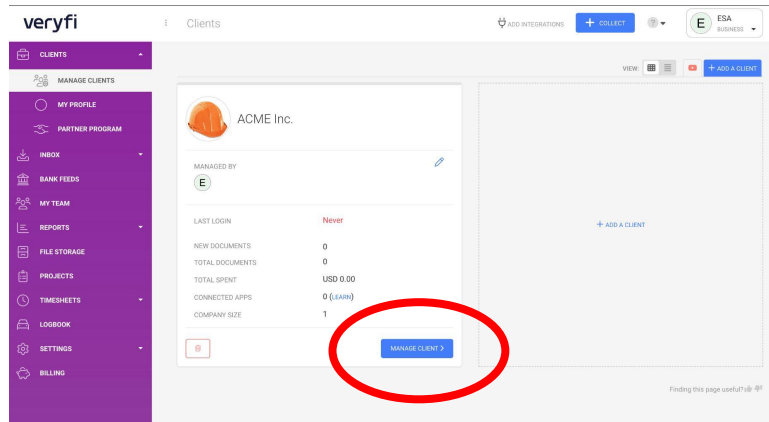 veryfi
Clients
ADD INTEGRATIONS
+ COLLECT
?
E
ESA
BUSINESS
CLIENTS
MANAGE CLIENTS
MY PROFILE
PARTNER PROGRAM
INBOX
BANK FEEDS
MY TEAM
REPORTS
FILE STORAGE
PROJECTS
TIMESHEETS
LOGBOOK
SETTINGS
BILLING
VIEW:
+ ADD A CLIENT
ACME Inc.
MANAGED BY
E
LAST LOGIN Never
NEW DOCUMENTS 0
TOTAL DOCUMENTS 0
TOTAL SPENT USD 0.00
CONNECTED APPS 0 (LEARN)
COMPANY SIZE 1
MANAGE CLIENT >
+ ADD A CLIENT
Finding this page useful?